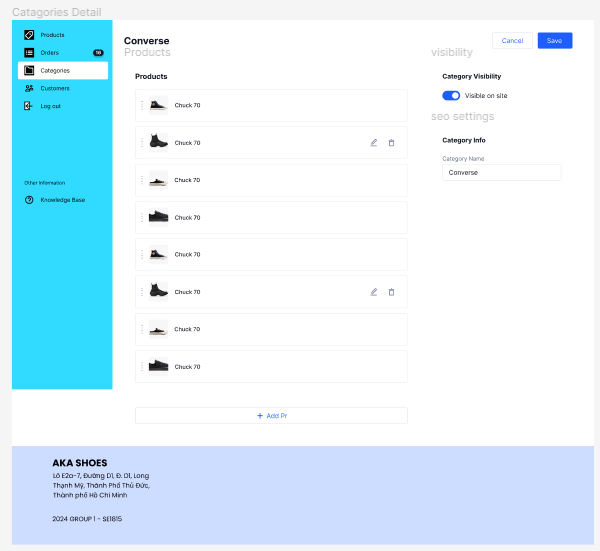 Catagories Detail
Products
Orders
16
Categories
Customers
Log out
Other Information
Knowledge Base
Converse
Cancel
Save
Products
Products
Chuck 70
Chuck 70
Chuck 70
Chuck 70
Chuck 70
Chuck 70
Chuck 70
Chuck 70
+ Add Pr
visibility
Category Visibility
Visible on site
seo settings
Category Info
Category Name
Converse
AKA SHOES
Lô E2a-7, Đường D1, Đ. D1, Long
Thạnh Mỹ, Thành Phố Thủ Đức,
Thành phố Hồ Chí Minh
2024 GROUP 1 - SE1815